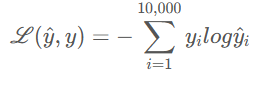 ℒ(ŷ, y) = − ∑_{i=1}^{10,000} y_i log ŷ_i